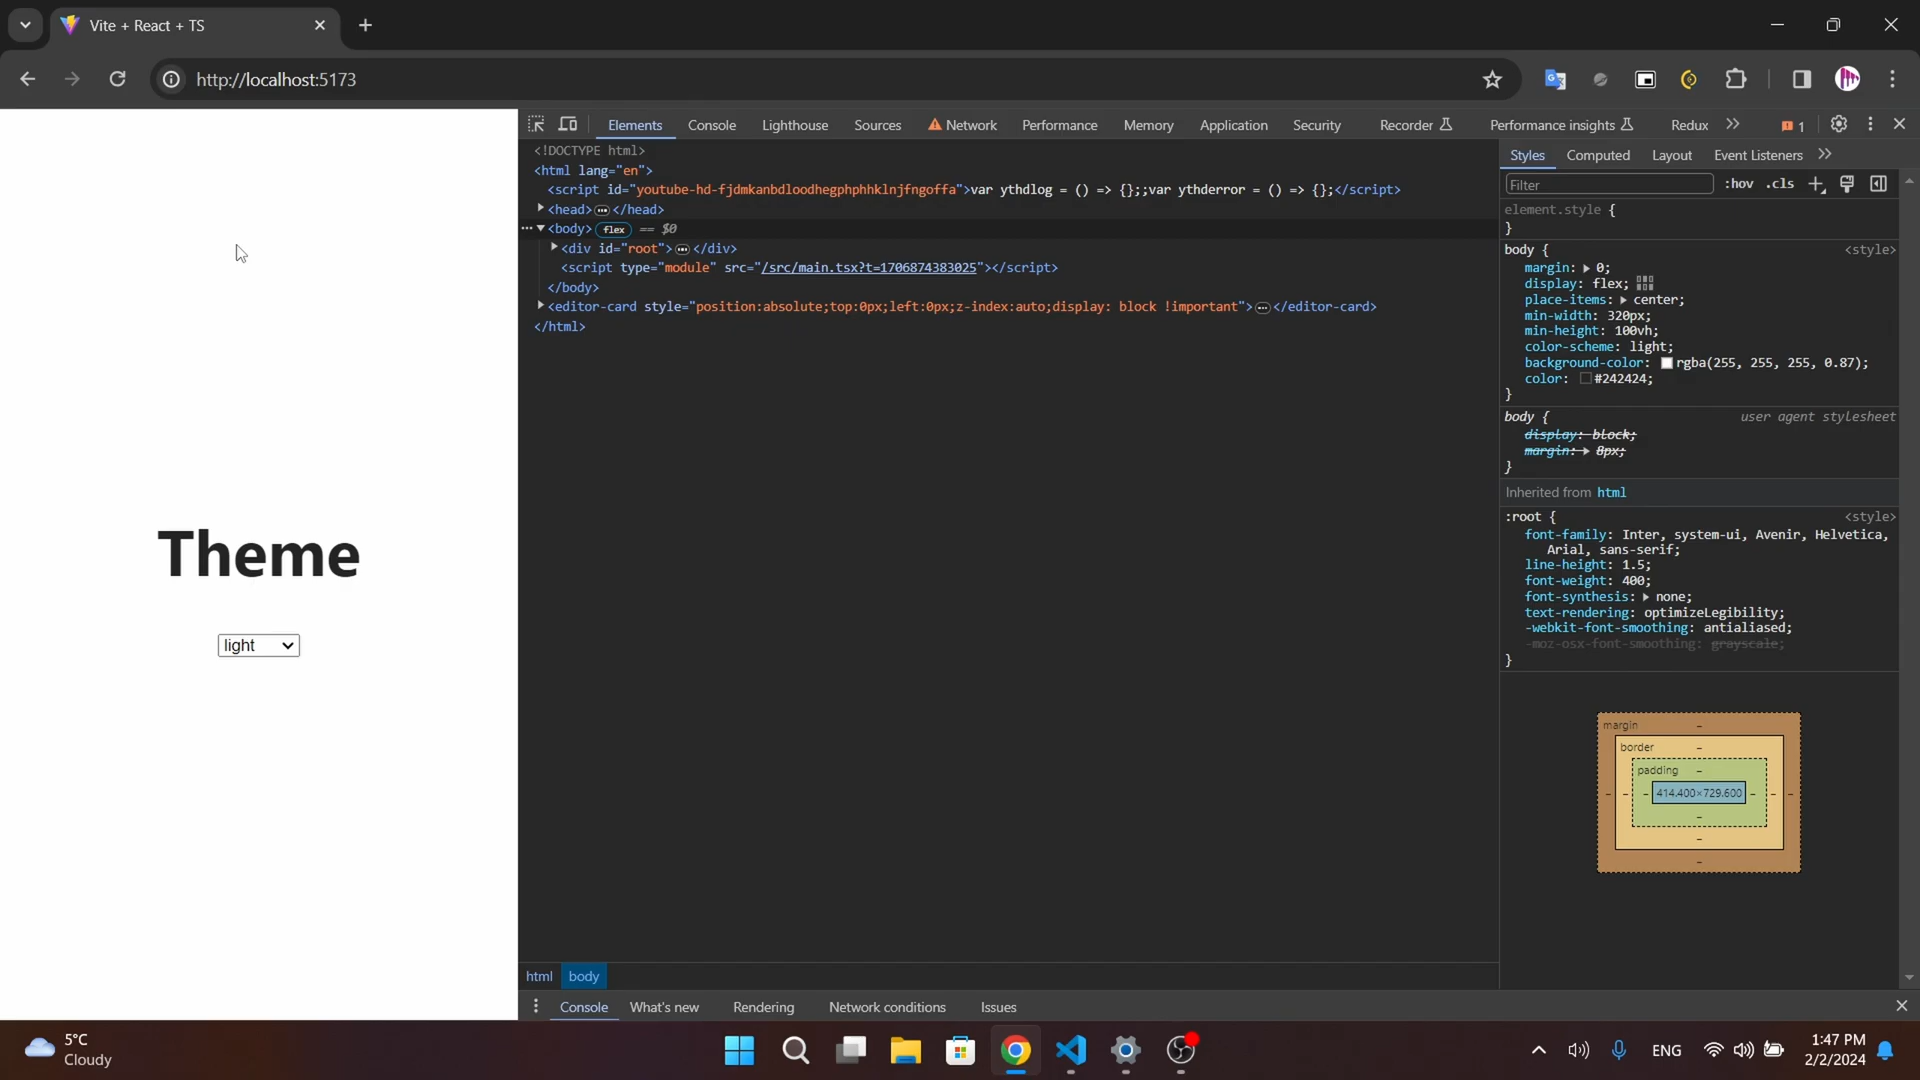 Vite + React + TS
http://localhost:5173
Elements Console Lighthouse Sources Network Performance Memory Application Security Recorder Performance insights Redux 1
<!DOCTYPE html>
<html lang="en">
<script id="youtube-hd-fjdmkanbdloodhegphphhklnjfngoffa">var ythdlog = () => {};;var ythderror = () => {};</script>
<head> … </head>
<body> flex == $0
<div id="root"> … </div>
<script type="module" src="/src/main.tsx?t=1706874383025"></script>
</body>
<editor-card style="position:absolute;top:0px;left:0px;z-index:auto;display: block !important"> … </editor-card>
</html>
html body
Styles Computed Layout Event Listeners
Filter :hov .cls
element.style {
}
body { <style>
margin: 0;
display: flex;
place-items: center;
min-width: 320px;
min-height: 100vh;
color-scheme: light;
background-color: rgba(255, 255, 255, 0.87);
color: #242424;
}
body { user agent stylesheet
display: block;
margin: 8px;
}
Inherited from html
:root { <style>
font-family: Inter, system-ui, Avenir, Helvetica,
Arial, sans-serif;
line-height: 1.5;
font-weight: 400;
font-synthesis: none;
text-rendering: optimizeLegibility;
-webkit-font-smoothing: antialiased;
-moz-osx-font-smoothing: grayscale;
}
margin –
border –
padding –
– – – 414.400×729.600 – – –
–
–
–
Theme
light
Console What's new Rendering Network conditions Issues
5°C
Cloudy
ENG
1:47 PM
2/2/2024